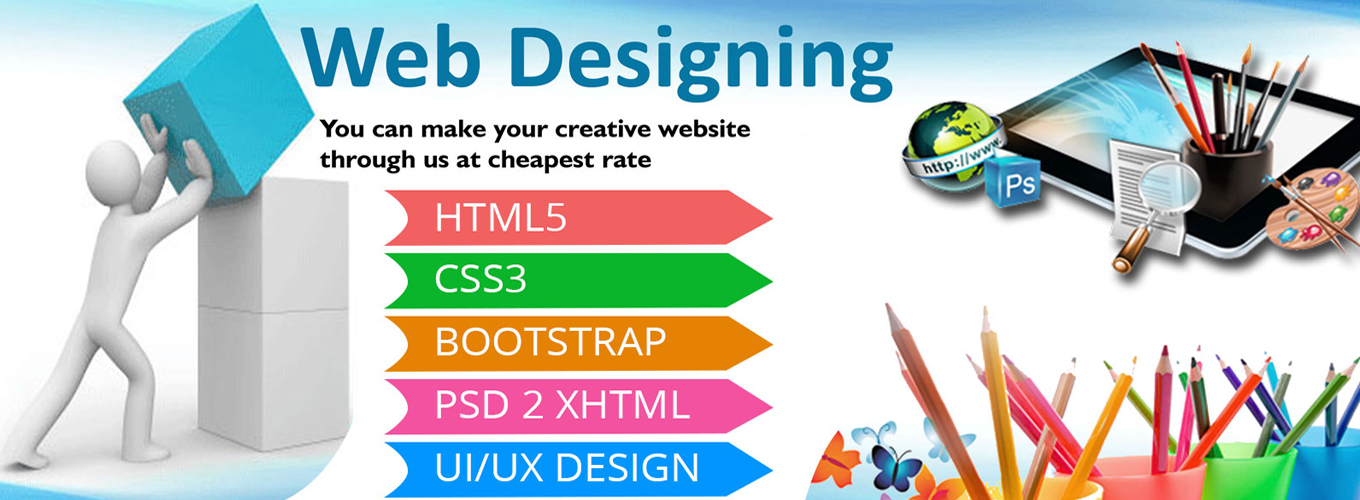 Web Designing
You can make your creative website
through us at cheapest rate
HTML5
CSS3
BOOTSTRAP
PSD 2 XHTML
UI/UX DESIGN
http://www.
Ps